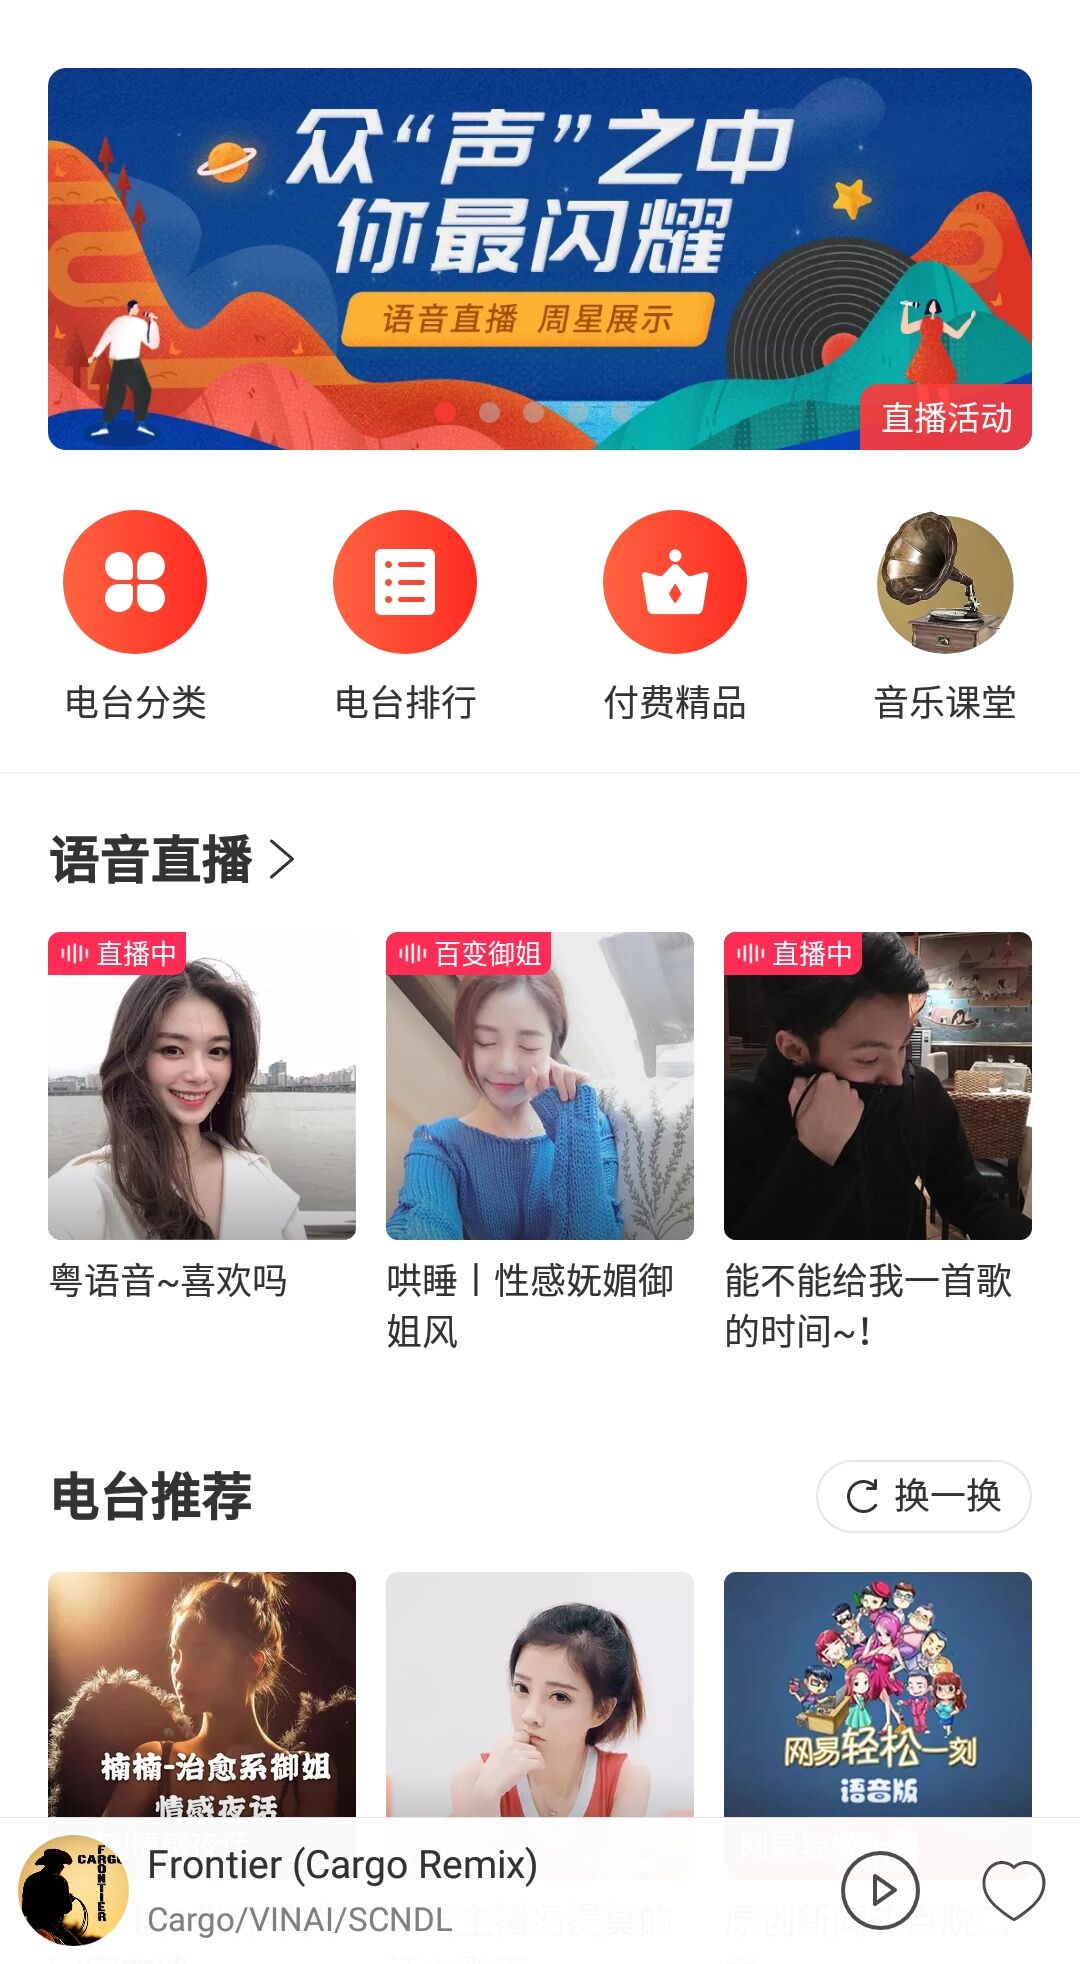 众“声”之中
你最闪耀
语音直播 周星展示
直播活动
电台分类
电台排行
付费精品
音乐课堂
语音直播
直播中
百变御姐
直播中
粤语音~喜欢吗
哄睡丨性感妩媚御
姐风
能不能给我一首歌
的时间~！
电台推荐
换一换
楠楠-治愈系御姐
情感夜话
网易轻松一刻
语音版
CARGO
FRONTIER
Frontier (Cargo Remix)
Cargo/VINAI/SCNDL